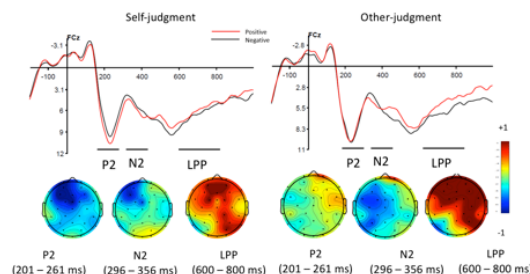 Self-judgment
Other-judgment
Positive
Negative
FCz
-3.1
-100
200
400
600
800
3.1
6
9
12
P2
N2
LPP
FCz
-2.8
-100
200
400
600
800
2.8
5.5
8.3
11
P2
N2
LPP
+1
-1
P2
(201 – 261 ms)
N2
(296 – 356 ms)
LPP
(600 – 800 ms)
P2
(201 – 261 ms)
N2
(296 – 356 ms)
LPP
(600 – 800 ms)